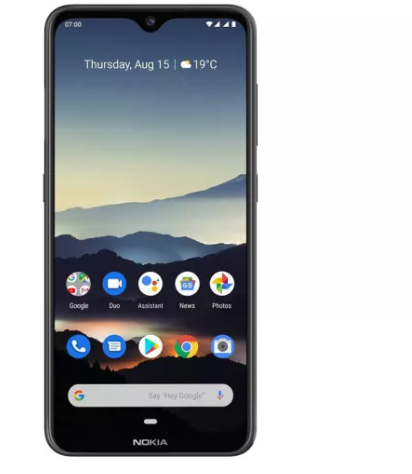 07:00
Thursday, Aug 15 | 19°C
Google Duo Assistant News Photos
G Say "Hey Google"
NOKIA